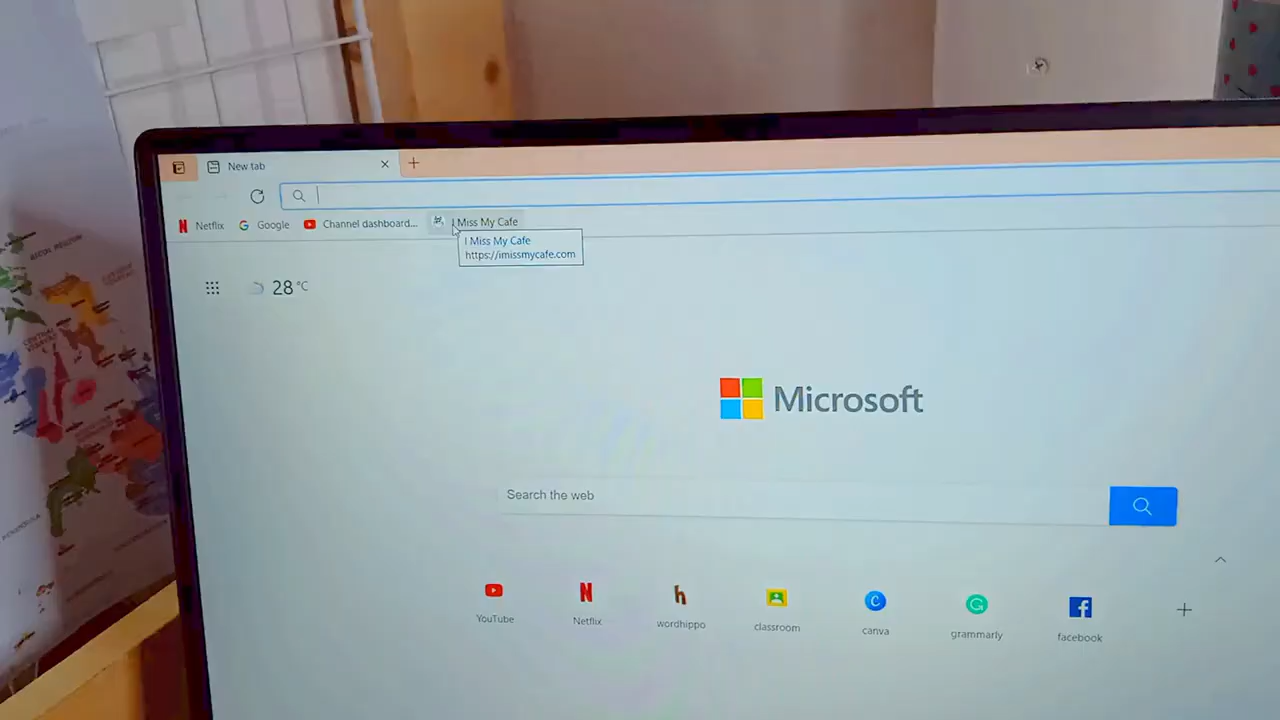 New tab
Netflix
Google
Channel dashboard...
I Miss My Cafe
I Miss My Cafe
https://imissmycafe.com
28 °C
Microsoft
Search the web
YouTube
Netflix
wordhippo
classroom
canva
grammarly
facebook